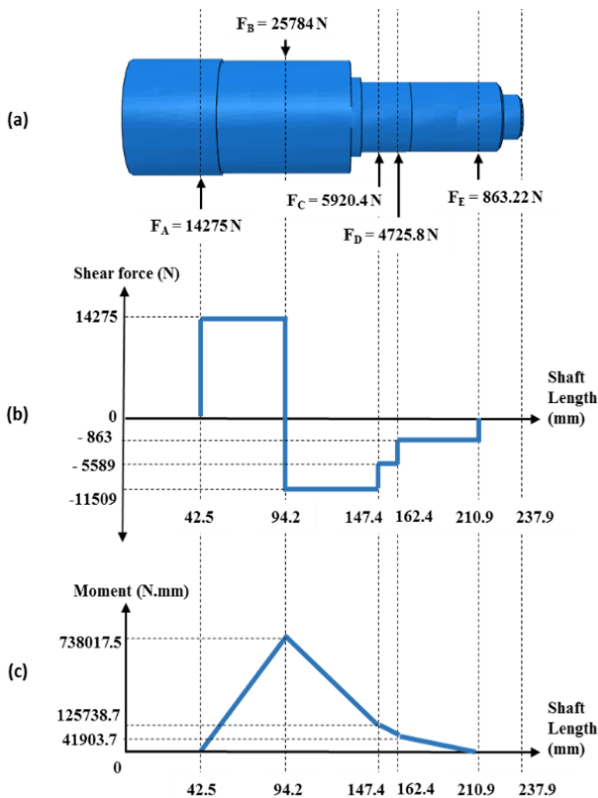 F_B = 25784 N
(a)
F_C = 5920.4 N
F_E = 863.22 N
F_A = 14275 N
F_D = 4725.8 N
Shear force (N)
14275
(b)
0
Shaft
Length
(mm)
- 863
- 5589
-11509
42.5 94.2 147.4 162.4 210.9 237.9
Moment (N.mm)
738017.5
(c)
125738.7
41903.7
0
Shaft
Length
(mm)
42.5 94.2 147.4 162.4 210.9 237.9